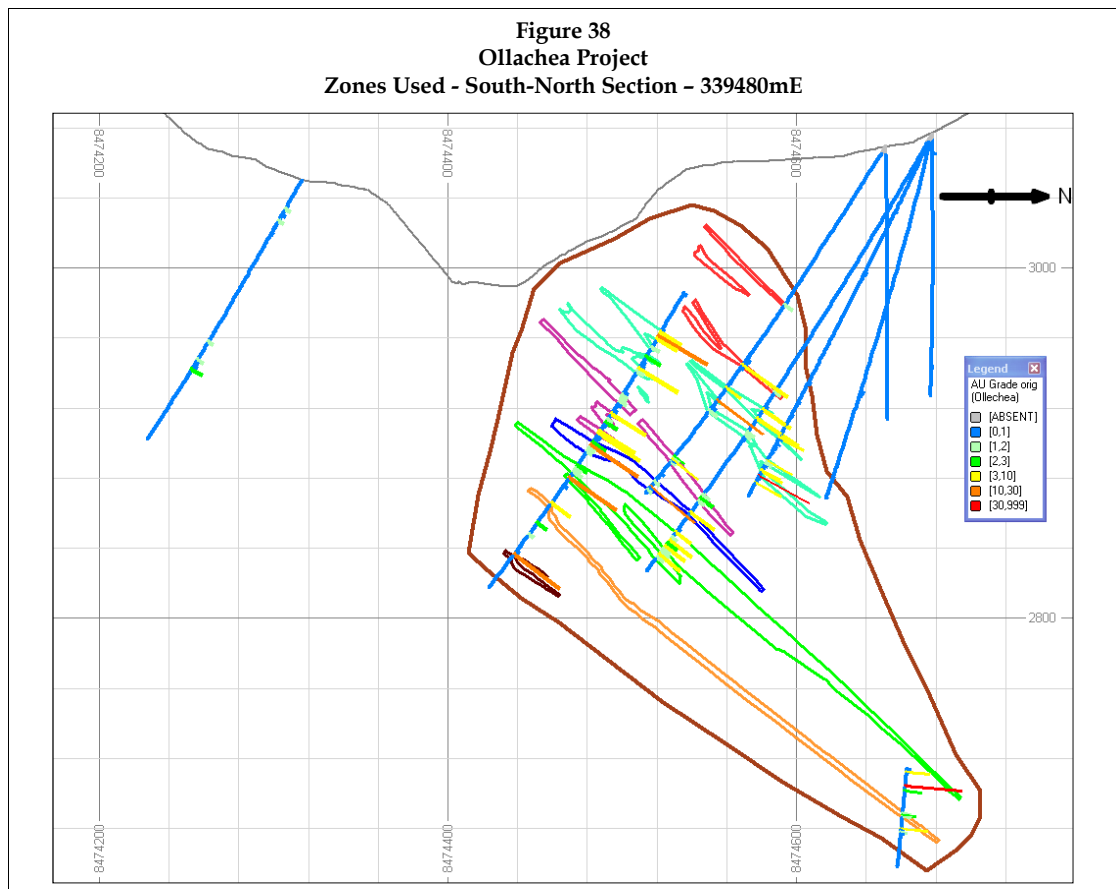 Figure 38
Ollachea Project
Zones Used - South-North Section – 339480mE
8474200
8474400
8474600
N
3000
Legend
AU Grade orig
(Ollechea)
[ABSENT]
[0,1]
[1,2]
[2,3]
[3,10]
[10,30]
[30,999]
2800
8474200
8474400
8474600